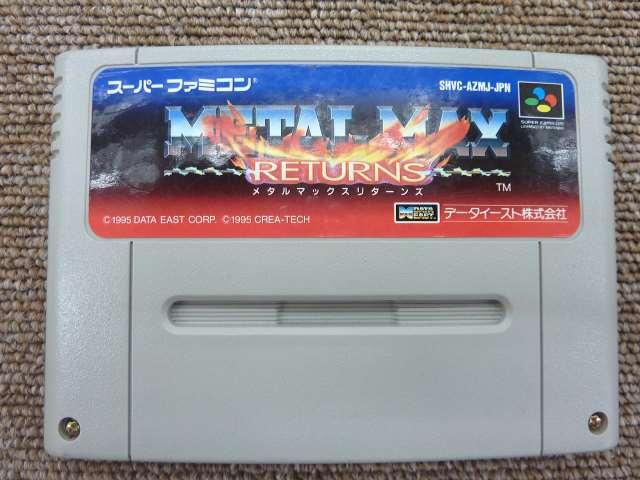 スーパーファミコン®
SHVC-AZMJ-JPN
METAL MAX
RETURNS
メタルマックスリターンズ
TM
SUPER FAMICOM
©1995 DATA EAST CORP. ©1995 CREA-TECH
DATA EAST データイースト株式会社